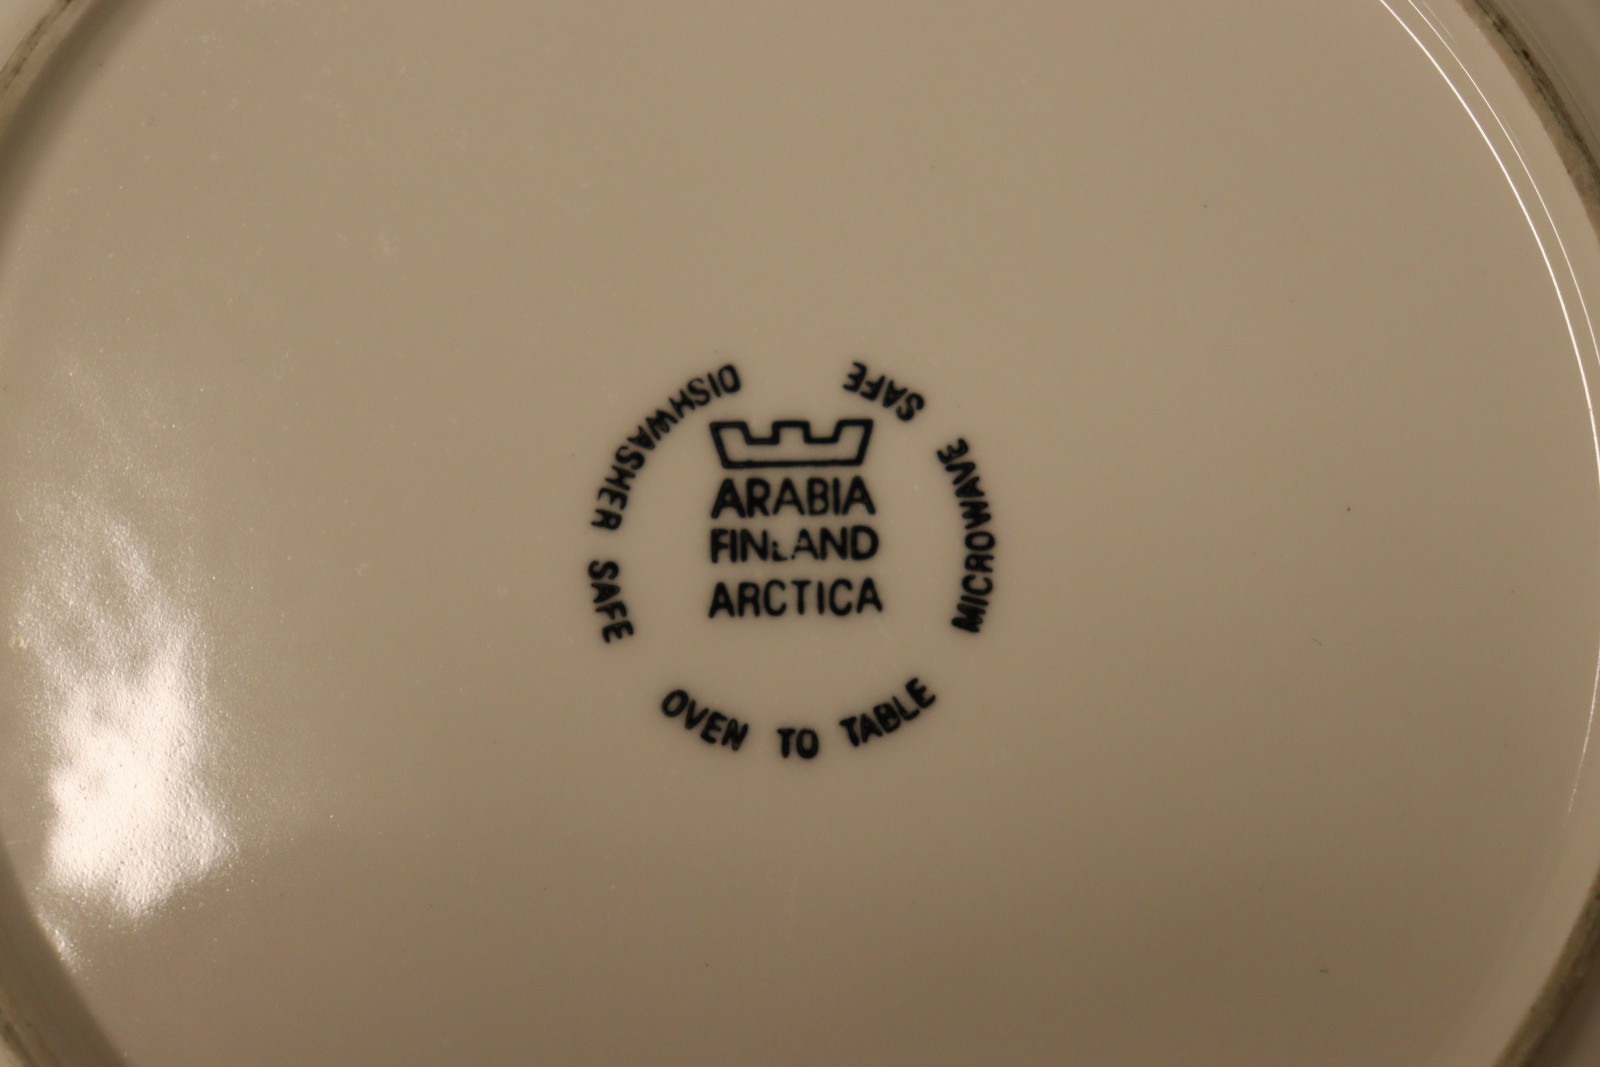 ARABIA
FINLAND
ARCTICA
DISHWASHER SAFE
OVEN TO TABLE
MICROWAVE SAFE